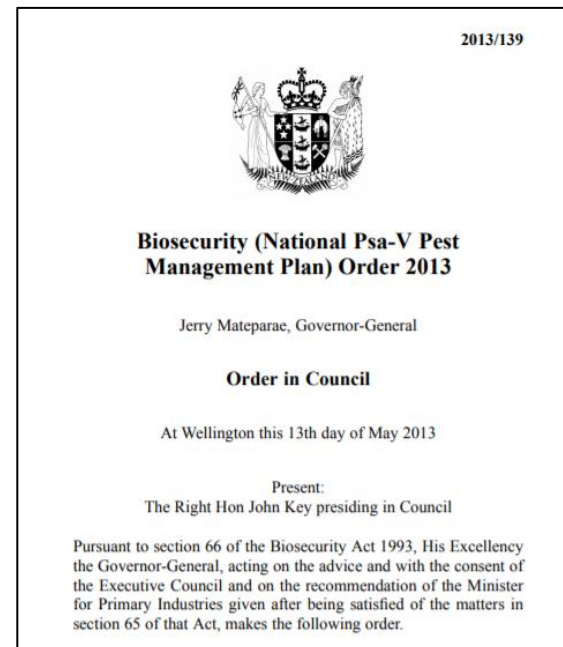 2013/139
NEW ZEALAND
Biosecurity (National Psa-V Pest
Management Plan) Order 2013
Jerry Mateparae, Governor-General
Order in Council
At Wellington this 13th day of May 2013
Present:
The Right Hon John Key presiding in Council
Pursuant to section 66 of the Biosecurity Act 1993, His Excellency
the Governor-General, acting on the advice and with the consent of
the Executive Council and on the recommendation of the Minister
for Primary Industries given after being satisfied of the matters in
section 65 of that Act, makes the following order.